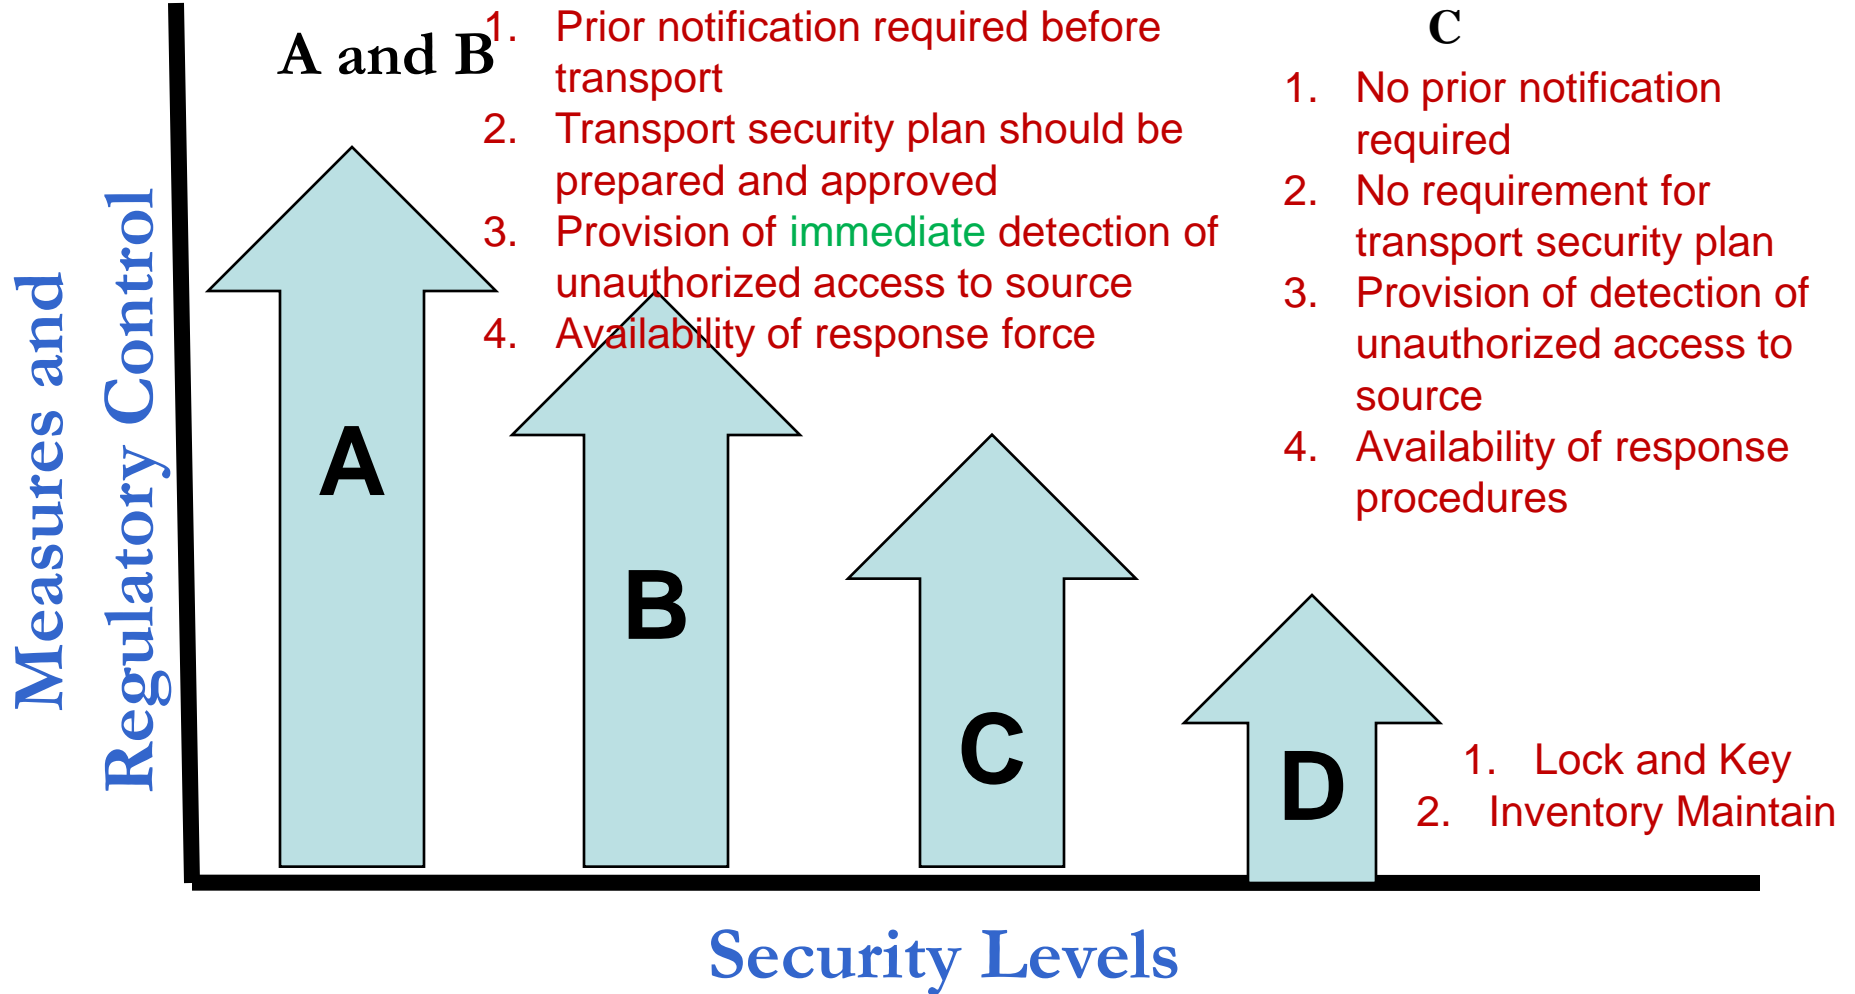 A and B
1. Prior notification required before
transport
2. Transport security plan should be
prepared and approved
3. Provision of immediate detection of
unauthorized access to source
4. Availability of response force
C
1. No prior notification
required
2. No requirement for
transport security plan
3. Provision of detection of
unauthorized access to
source
4. Availability of response
procedures
Measures and
Regulatory Control
A
B
C
D
1. Lock and Key
2. Inventory Maintain
Security Levels